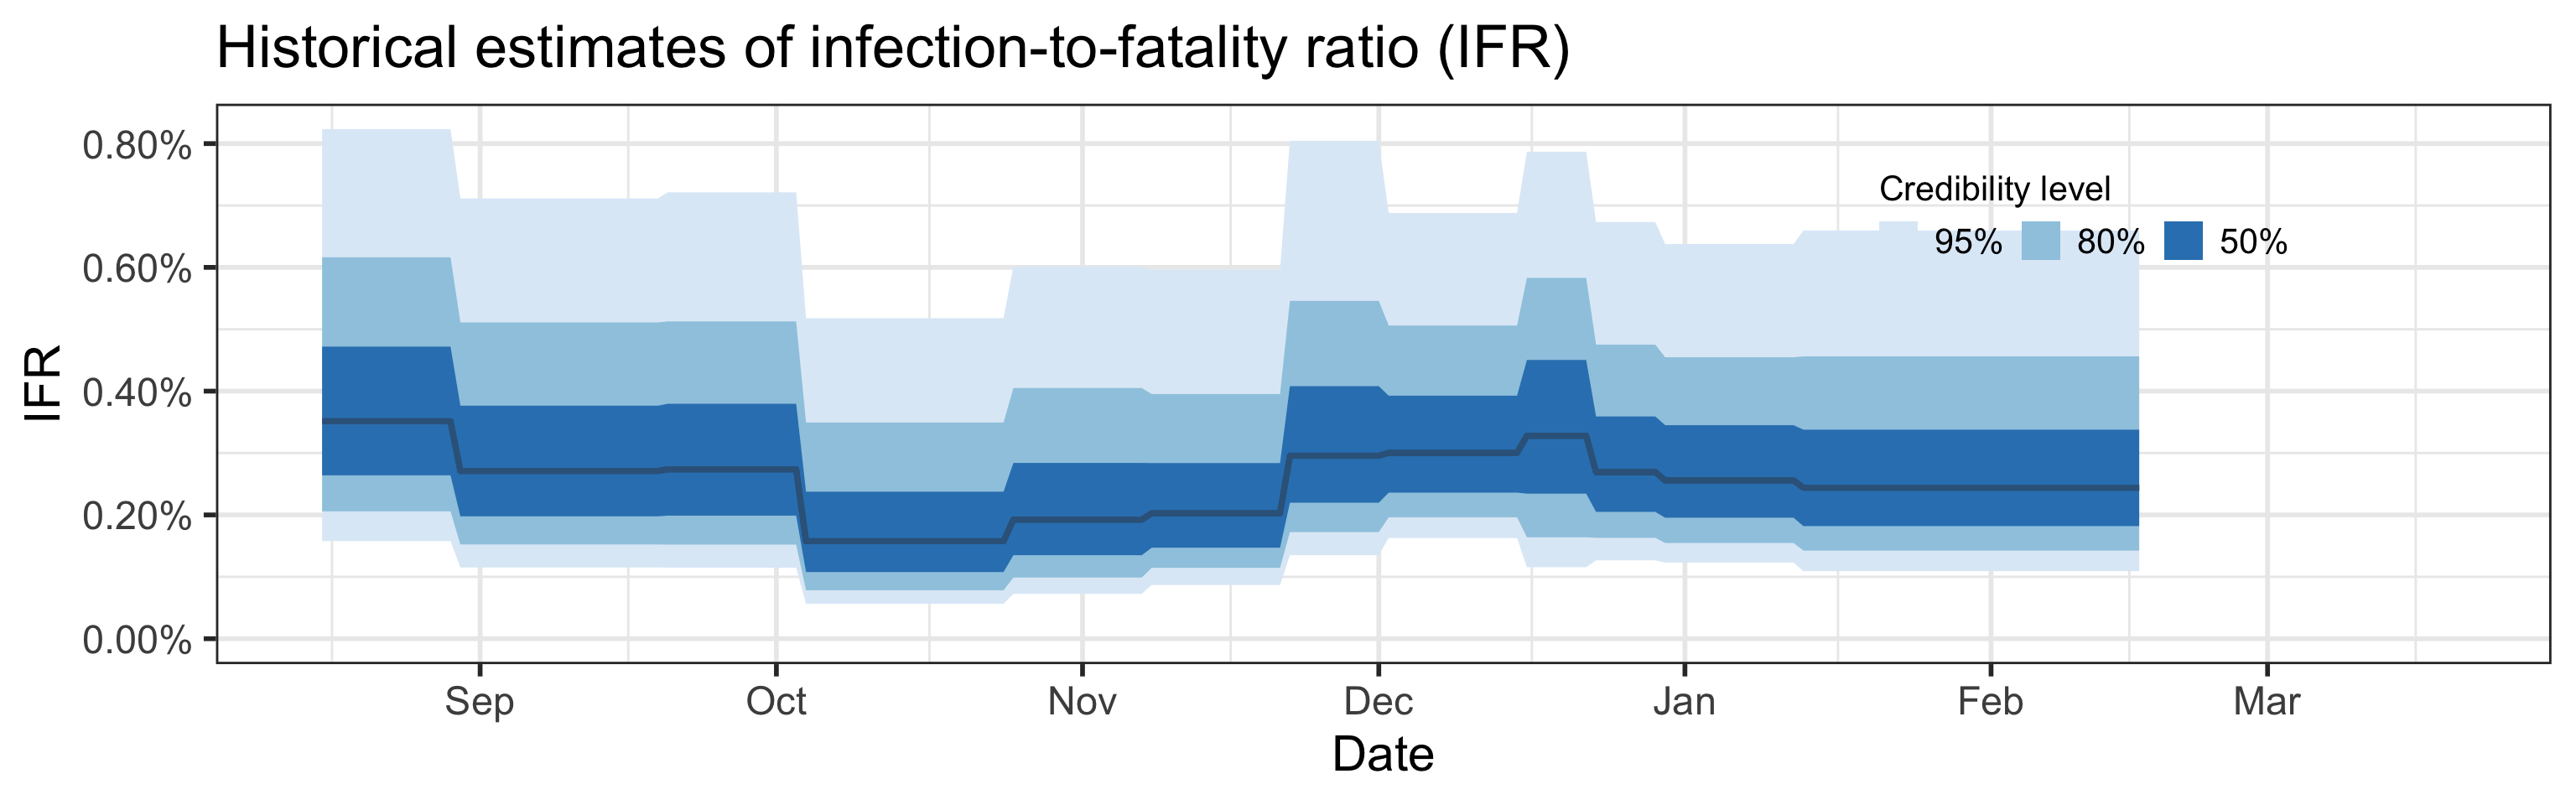 Historical estimates of infection-to-fatality ratio (IFR)
0.80%
0.60%
0.40%
0.20%
0.00%
IFR
Credibility level
95% 80% 50%
Sep Oct Nov Dec Jan Feb Mar
Date